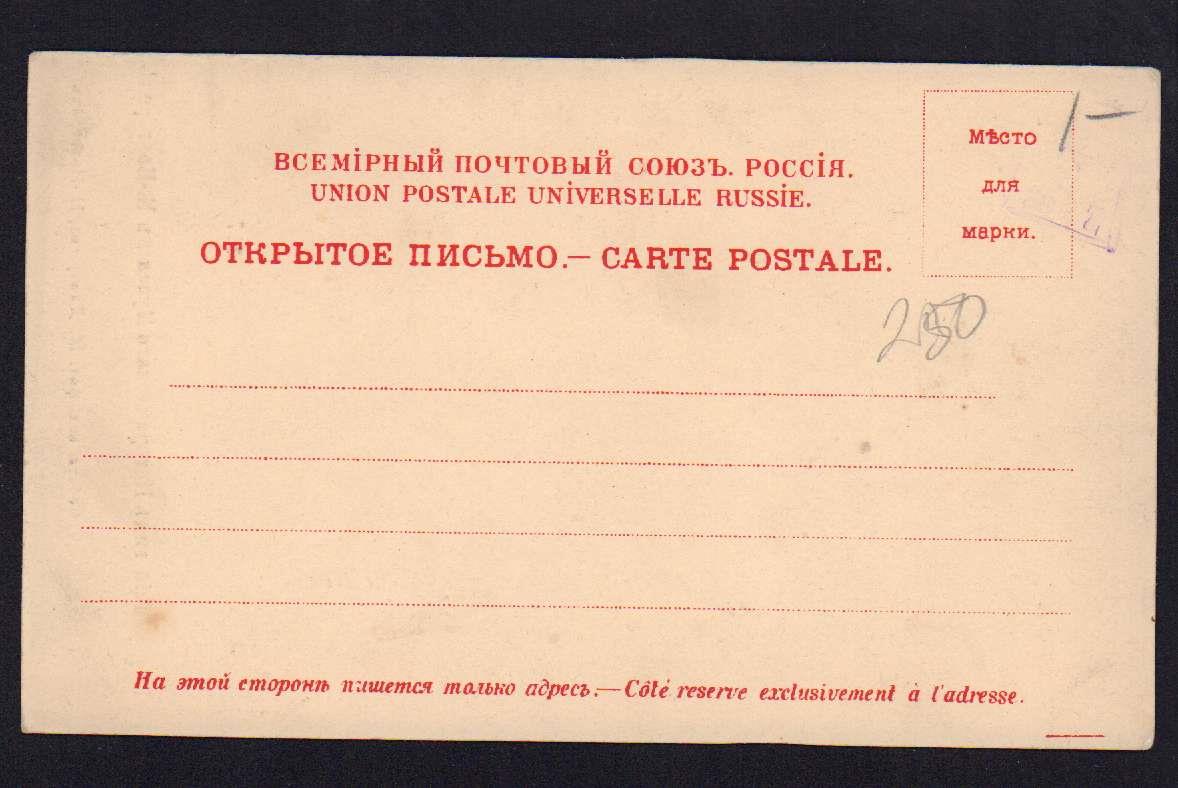 ВСЕМІРНЫЙ ПОЧТОВЫЙ СОЮЗЪ. РОССІЯ.
UNION POSTALE UNIVERSELLE RUSSIE.
ОТКРЫТОЕ ПИСЬМО.— CARTE POSTALE.
Мѣсто
для
марки.
1-
250
На этой сторонѣ пишется только адресъ.—Côté reserve exclusivement à l'adresse.